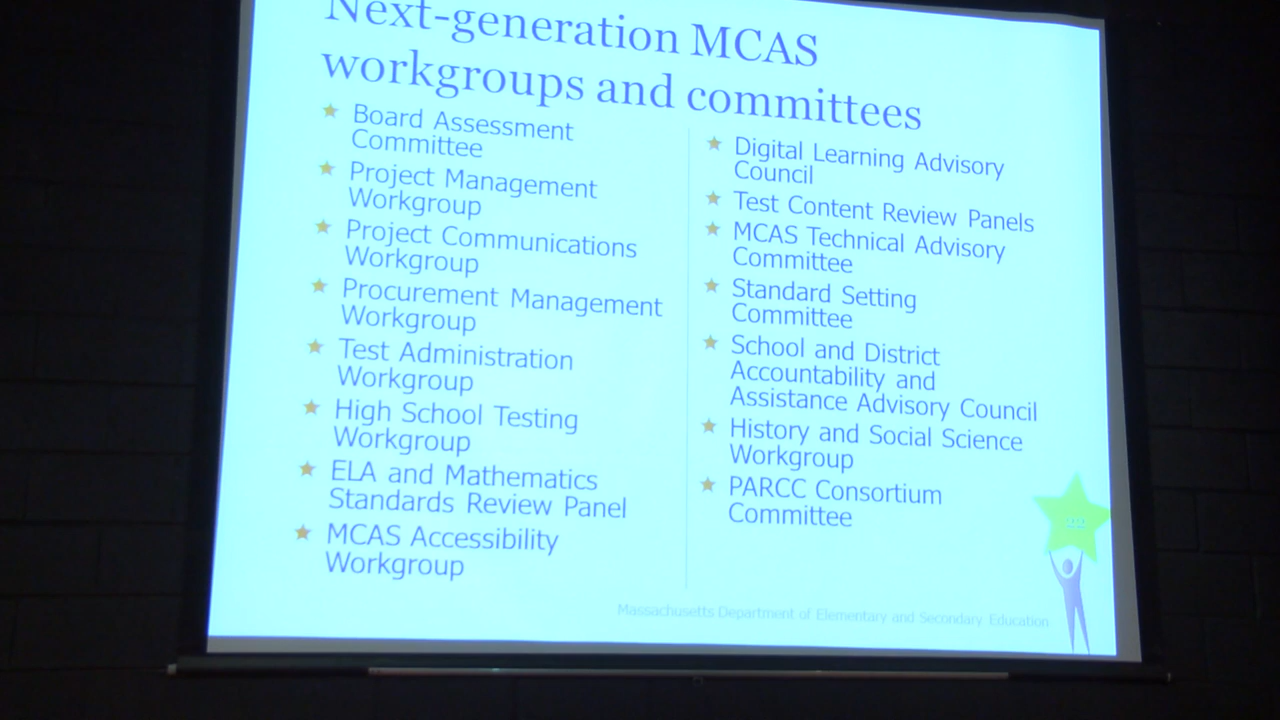 Next-generation MCAS
workgroups and committees
Board Assessment
Committee
Project Management
Workgroup
Project Communications
Workgroup
Procurement Management
Workgroup
Test Administration
Workgroup
High School Testing
Workgroup
ELA and Mathematics
Standards Review Panel
MCAS Accessibility
Workgroup
Digital Learning Advisory
Council
Test Content Review Panels
MCAS Technical Advisory
Committee
Standard Setting
Committee
School and District
Accountability and
Assistance Advisory Council
History and Social Science
Workgroup
PARCC Consortium
Committee
22
Massachusetts Department of Elementary and Secondary Education